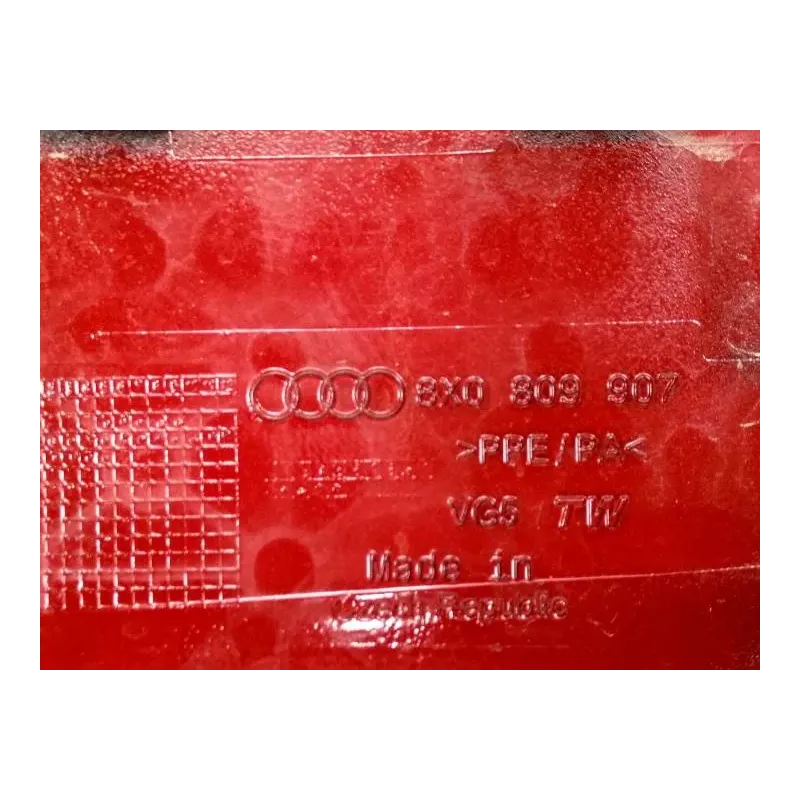 8X0 809 907
>PPE/PA<
VG5 TW
Made in
Czech Republic